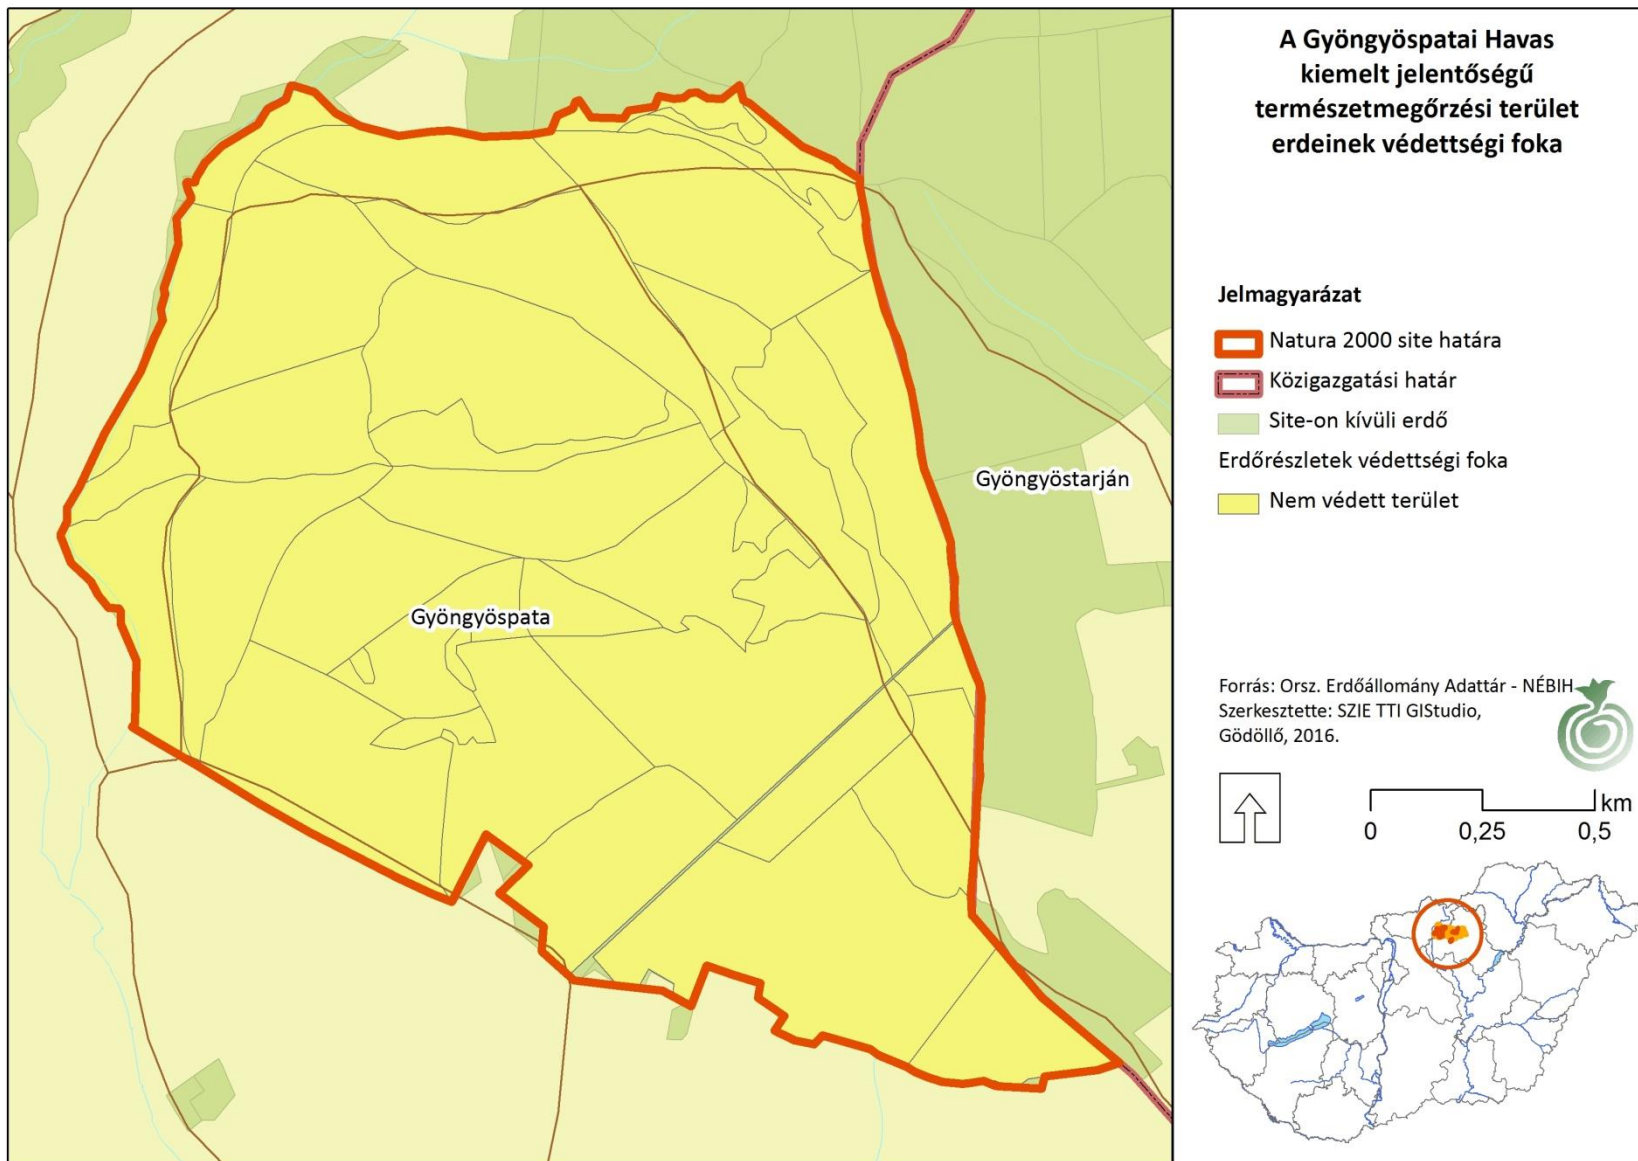 A Gyöngyöspatai Havas
kiemelt jelentőségű
természetmegőrzési terület
erdeinek védettségi foka
Jelmagyarázat
Natura 2000 site határa
Közigazgatási határ
Site-on kívüli erdő
Erdőrészletek védettségi foka
Nem védett terület
Gyöngyöstarján
Gyöngyöspata
Forrás: Orsz. Erdőállomány Adattár - NÉBIH
Szerkesztette: SZIE TTI GIStudio,
Gödöllő, 2016.
km
0 0,25 0,5